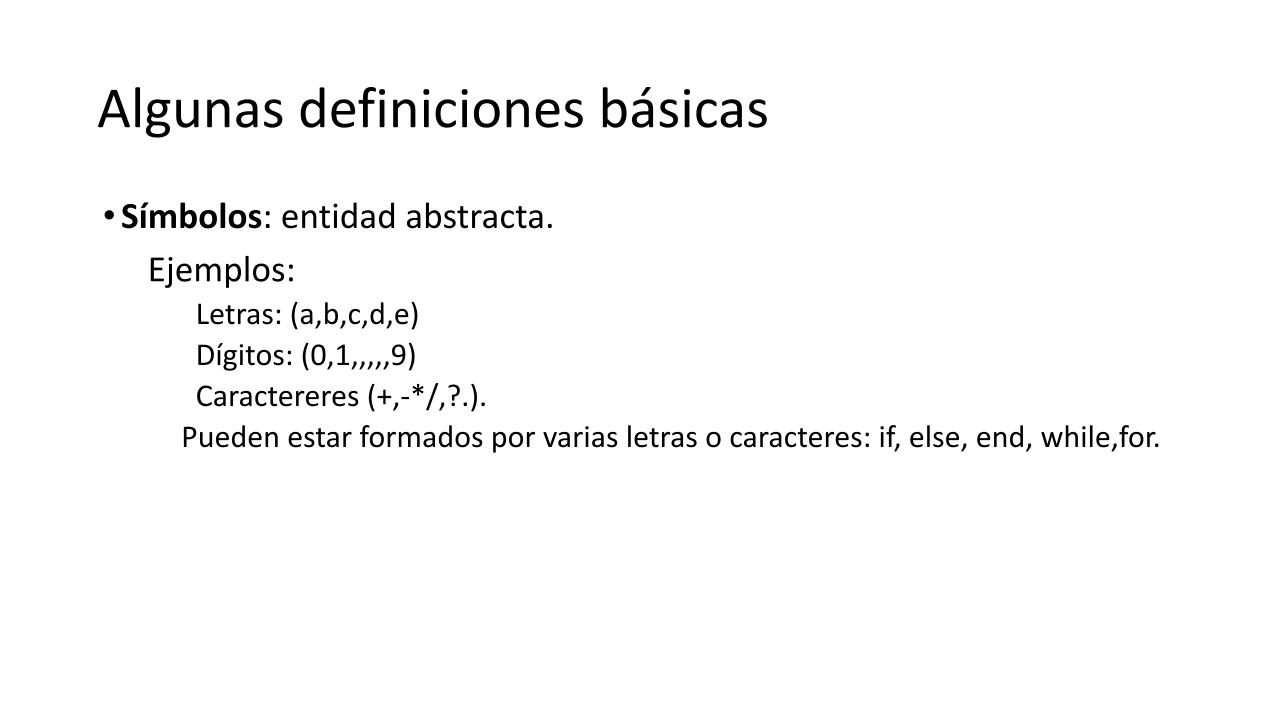 Algunas definiciones básicas
• Símbolos: entidad abstracta.
Ejemplos:
Letras: (a,b,c,d,e)
Dígitos: (0,1,,,,,9)
Caractereres (+,-*/,?.).
Pueden estar formados por varias letras o caracteres: if, else, end, while,for.